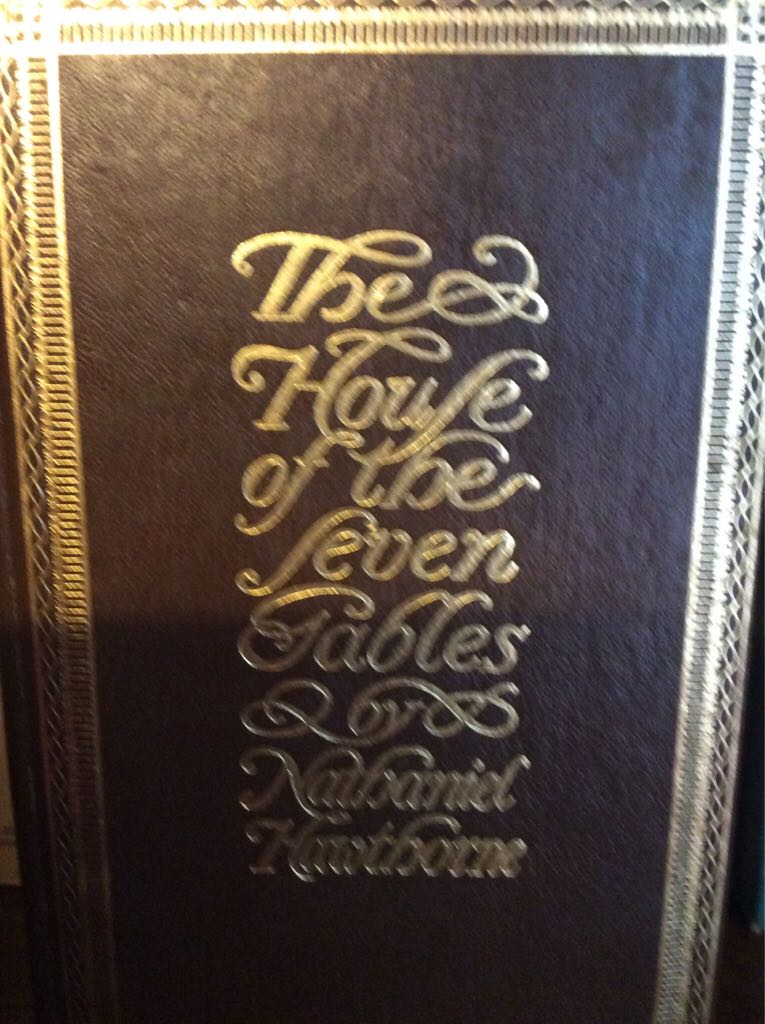 The
Houſe
of the
ſeven
Gables
by
Nathaniel
Hawthorne